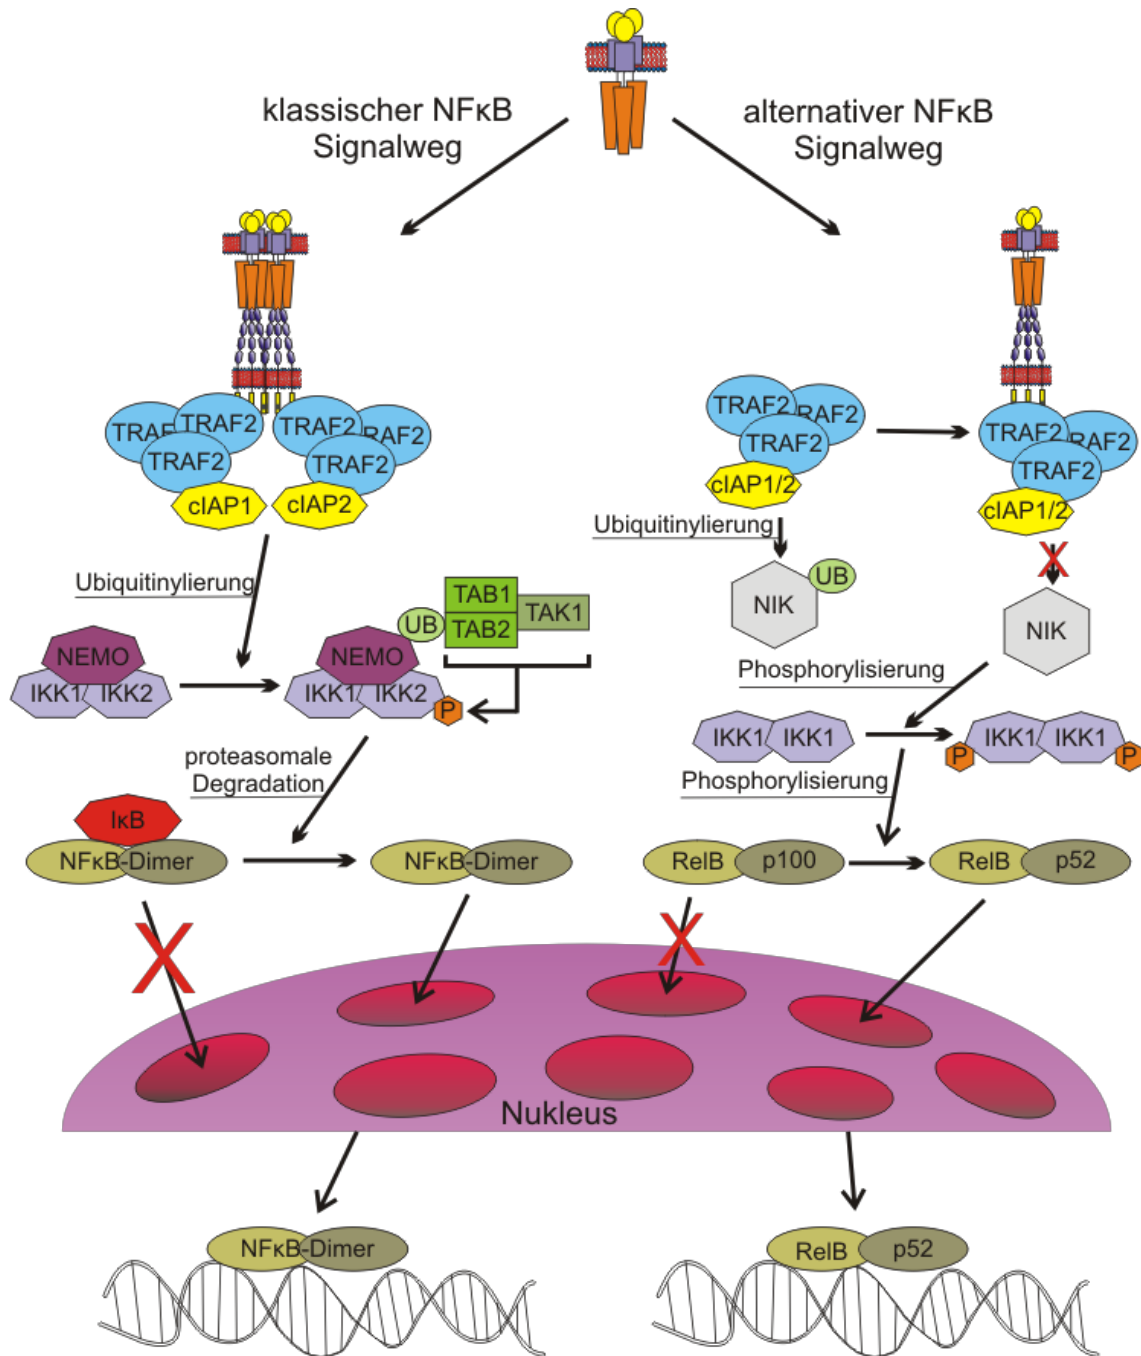 klassischer NFκB
Signalweg
alternativer NFκB
Signalweg
TRAF2
TRAF2
TRAF2
TRAF2
RAF2
TRAF2
cIAP1
cIAP2
TRAF2
RAF2
TRAF2
cIAP1/2
TRAF2
RAF2
TRAF2
cIAP1/2
Ubiquitinylierung
Ubiquitinylierung
NEMO
IKK1
IKK2
NEMO
IKK1
IKK2
UB
TAB1
TAB2
TAK1
P
NIK
UB
NIK
Phosphorylisierung
IKK1
IKK1
IKK1
IKK1
P
P
Phosphorylisierung
proteasomale
Degradation
IκB
NFκB-Dimer
NFκB-Dimer
RelB
p100
RelB
p52
X
X
X
Nukleus
NFκB-Dimer
RelB
p52